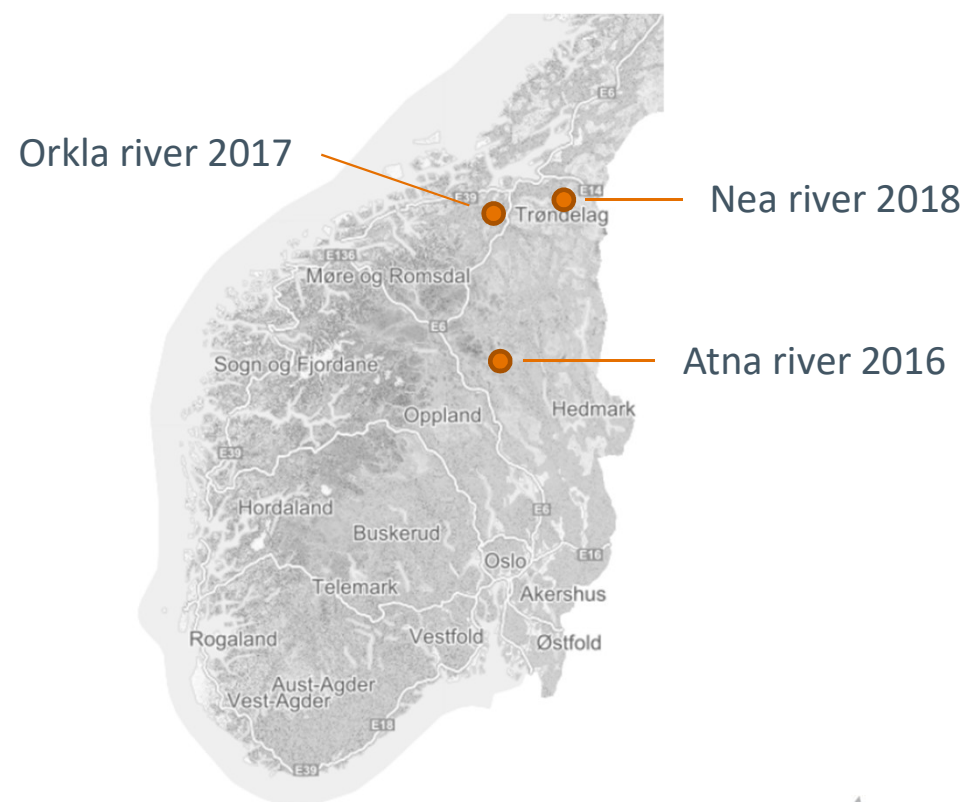 E6
Orkla river 2017
E39
E14
Trøndelag
Nea river 2018
E136
Møre og Romsdal
E6
Sogn og Fjordane
Atna river 2016
Oppland
Hedmark
E39
Hordaland
E6
Buskerud
Oslo
E16
Telemark
Akershus
Rogaland
Vestfold
Østfold
Aust-Agder
Vest-Agder
E18
E39